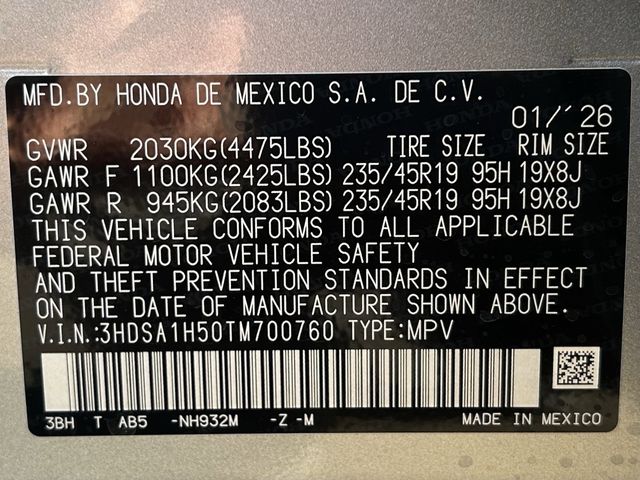 MFD.BY HONDA DE MEXICO S.A. DE C.V.
01/'26
GVWR 2030KG(4475LBS) TIRE SIZE RIM SIZE
GAWR F 1100KG(2425LBS) 235/45R19 95H 19X8J
GAWR R 945KG(2083LBS) 235/45R19 95H 19X8J
THIS VEHICLE CONFORMS TO ALL APPLICABLE
FEDERAL MOTOR VEHICLE SAFETY
AND THEFT PREVENTION STANDARDS IN EFFECT
ON THE DATE OF MANUFACTURE SHOWN ABOVE.
V.I.N.:3HDSA1H50TM700760 TYPE:MPV
3BH T AB5 -NH932M -Z -M MADE IN MEXICO